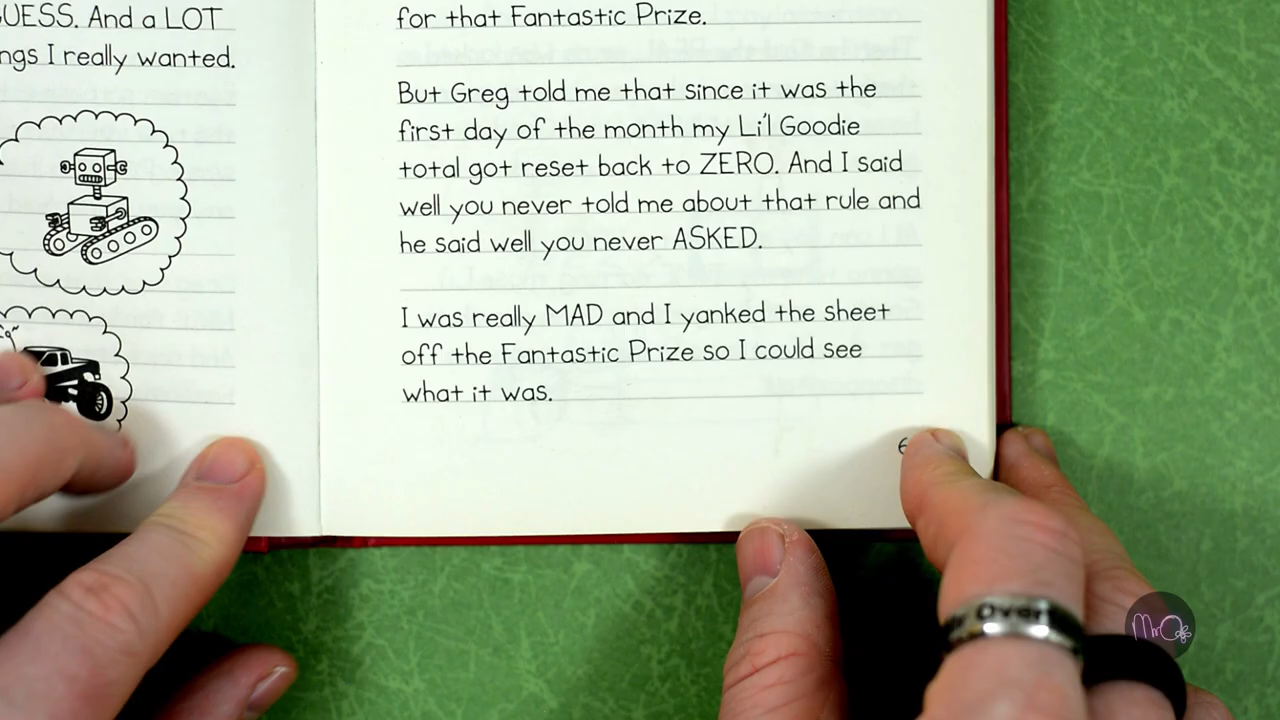 GUESS. And a LOT
I really wanted.
for that Fantastic Prize.
But Greg told me that since it was the
first day of the month my Li'l Goodie
total got reset back to ZERO. And I said
well you never told me about that rule and
he said well you never ASKED.
I was really MAD and I yanked the sheet
off the Fantastic Prize so I could see
what it was.
MrO